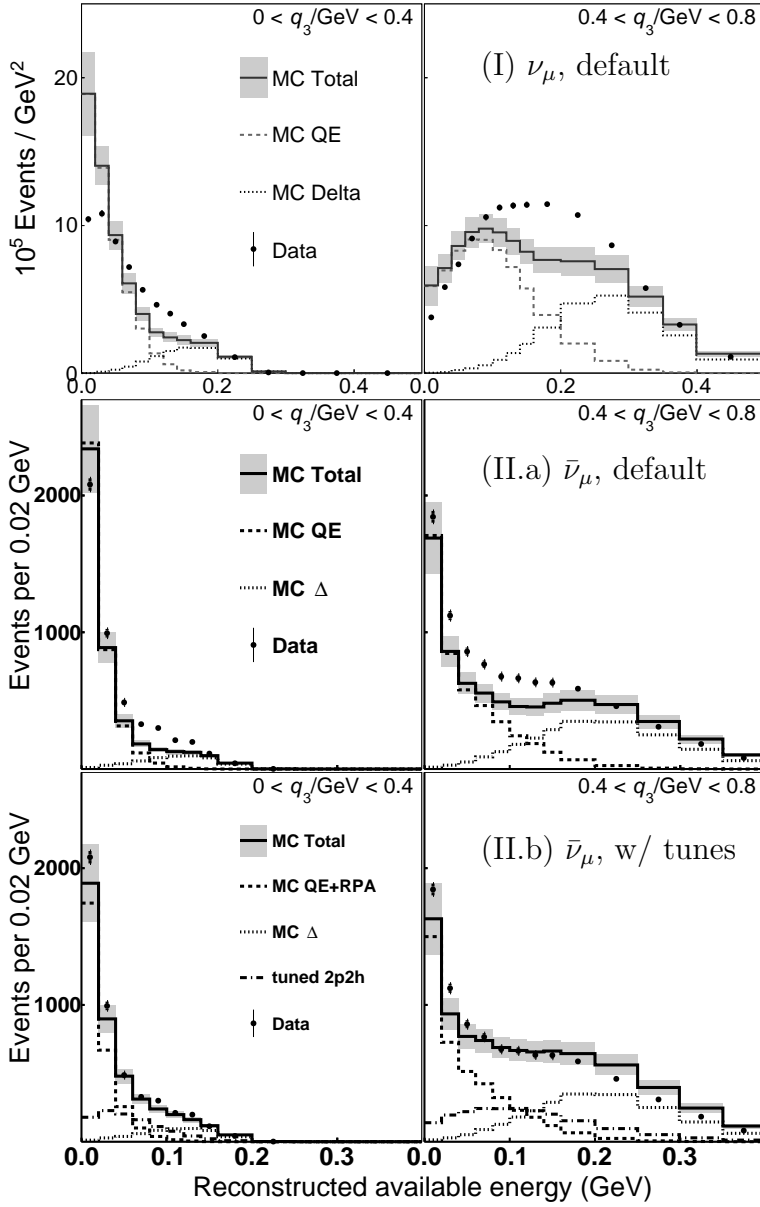 0 < q₃/GeV < 0.4
0.4 < q₃/GeV < 0.8
(I) νμ, default
20
10
0
10⁵ Events / GeV²
MC Total
MC QE
MC Delta
Data
0.0 0.2 0.4
0.0 0.2 0.4
0 < q₃/GeV < 0.4
0.4 < q₃/GeV < 0.8
(II.a) ν̄μ, default
2000
1000
Events per 0.02 GeV
MC Total
MC QE
MC Δ
Data
0 < q₃/GeV < 0.4
0.4 < q₃/GeV < 0.8
(II.b) ν̄μ, w/ tunes
2000
1000
Events per 0.02 GeV
MC Total
MC QE+RPA
MC Δ
tuned 2p2h
Data
0.0 0.1 0.2 0.3 0.0 0.1 0.2 0.3
Reconstructed available energy (GeV)